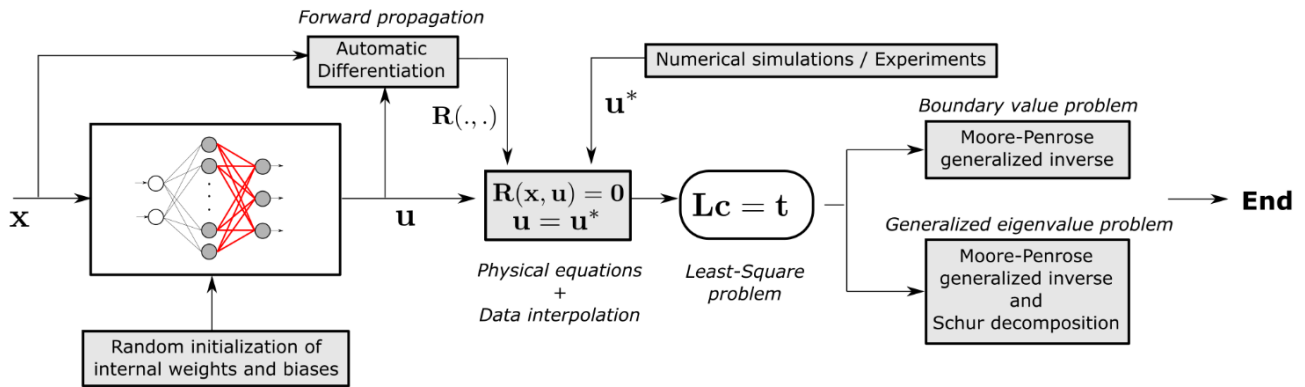 Forward propagation
Automatic
Differentiation
Numerical simulations / Experiments
R(.,.)
u*
Boundary value problem
Moore-Penrose
generalized inverse
x
u
R(x, u) = 0
u = u*
Lc = t
End
Generalized eigenvalue problem
Moore-Penrose
generalized inverse
and
Schur decomposition
Physical equations
+
Data interpolation
Least-Square
problem
Random initialization of
internal weights and biases